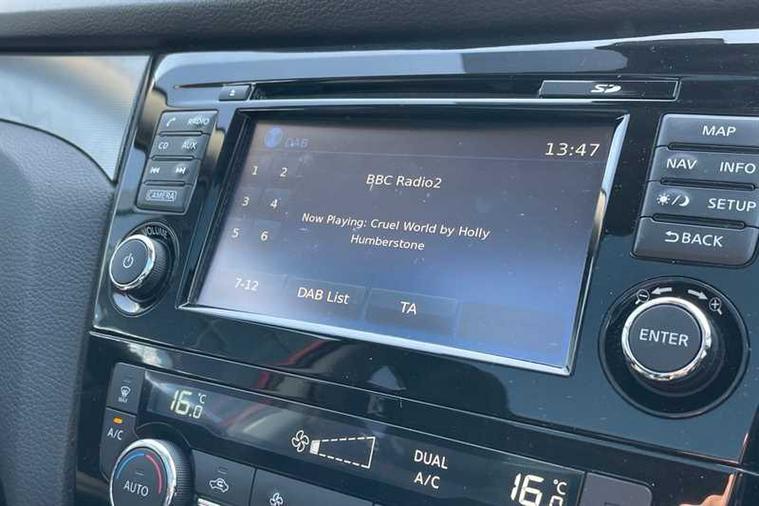 SD
RADIO
CD AUX
CAMERA
VOLUME
DAB
13:47
1 2
BBC Radio2
3 4
Now Playing: Cruel World by Holly
Humberstone
5 6
7-12
DAB List
TA
MAP
NAV INFO
SETUP
BACK
ENTER
MAX
A/C
16.0 °C
AUTO
DUAL
A/C
16.0 °C